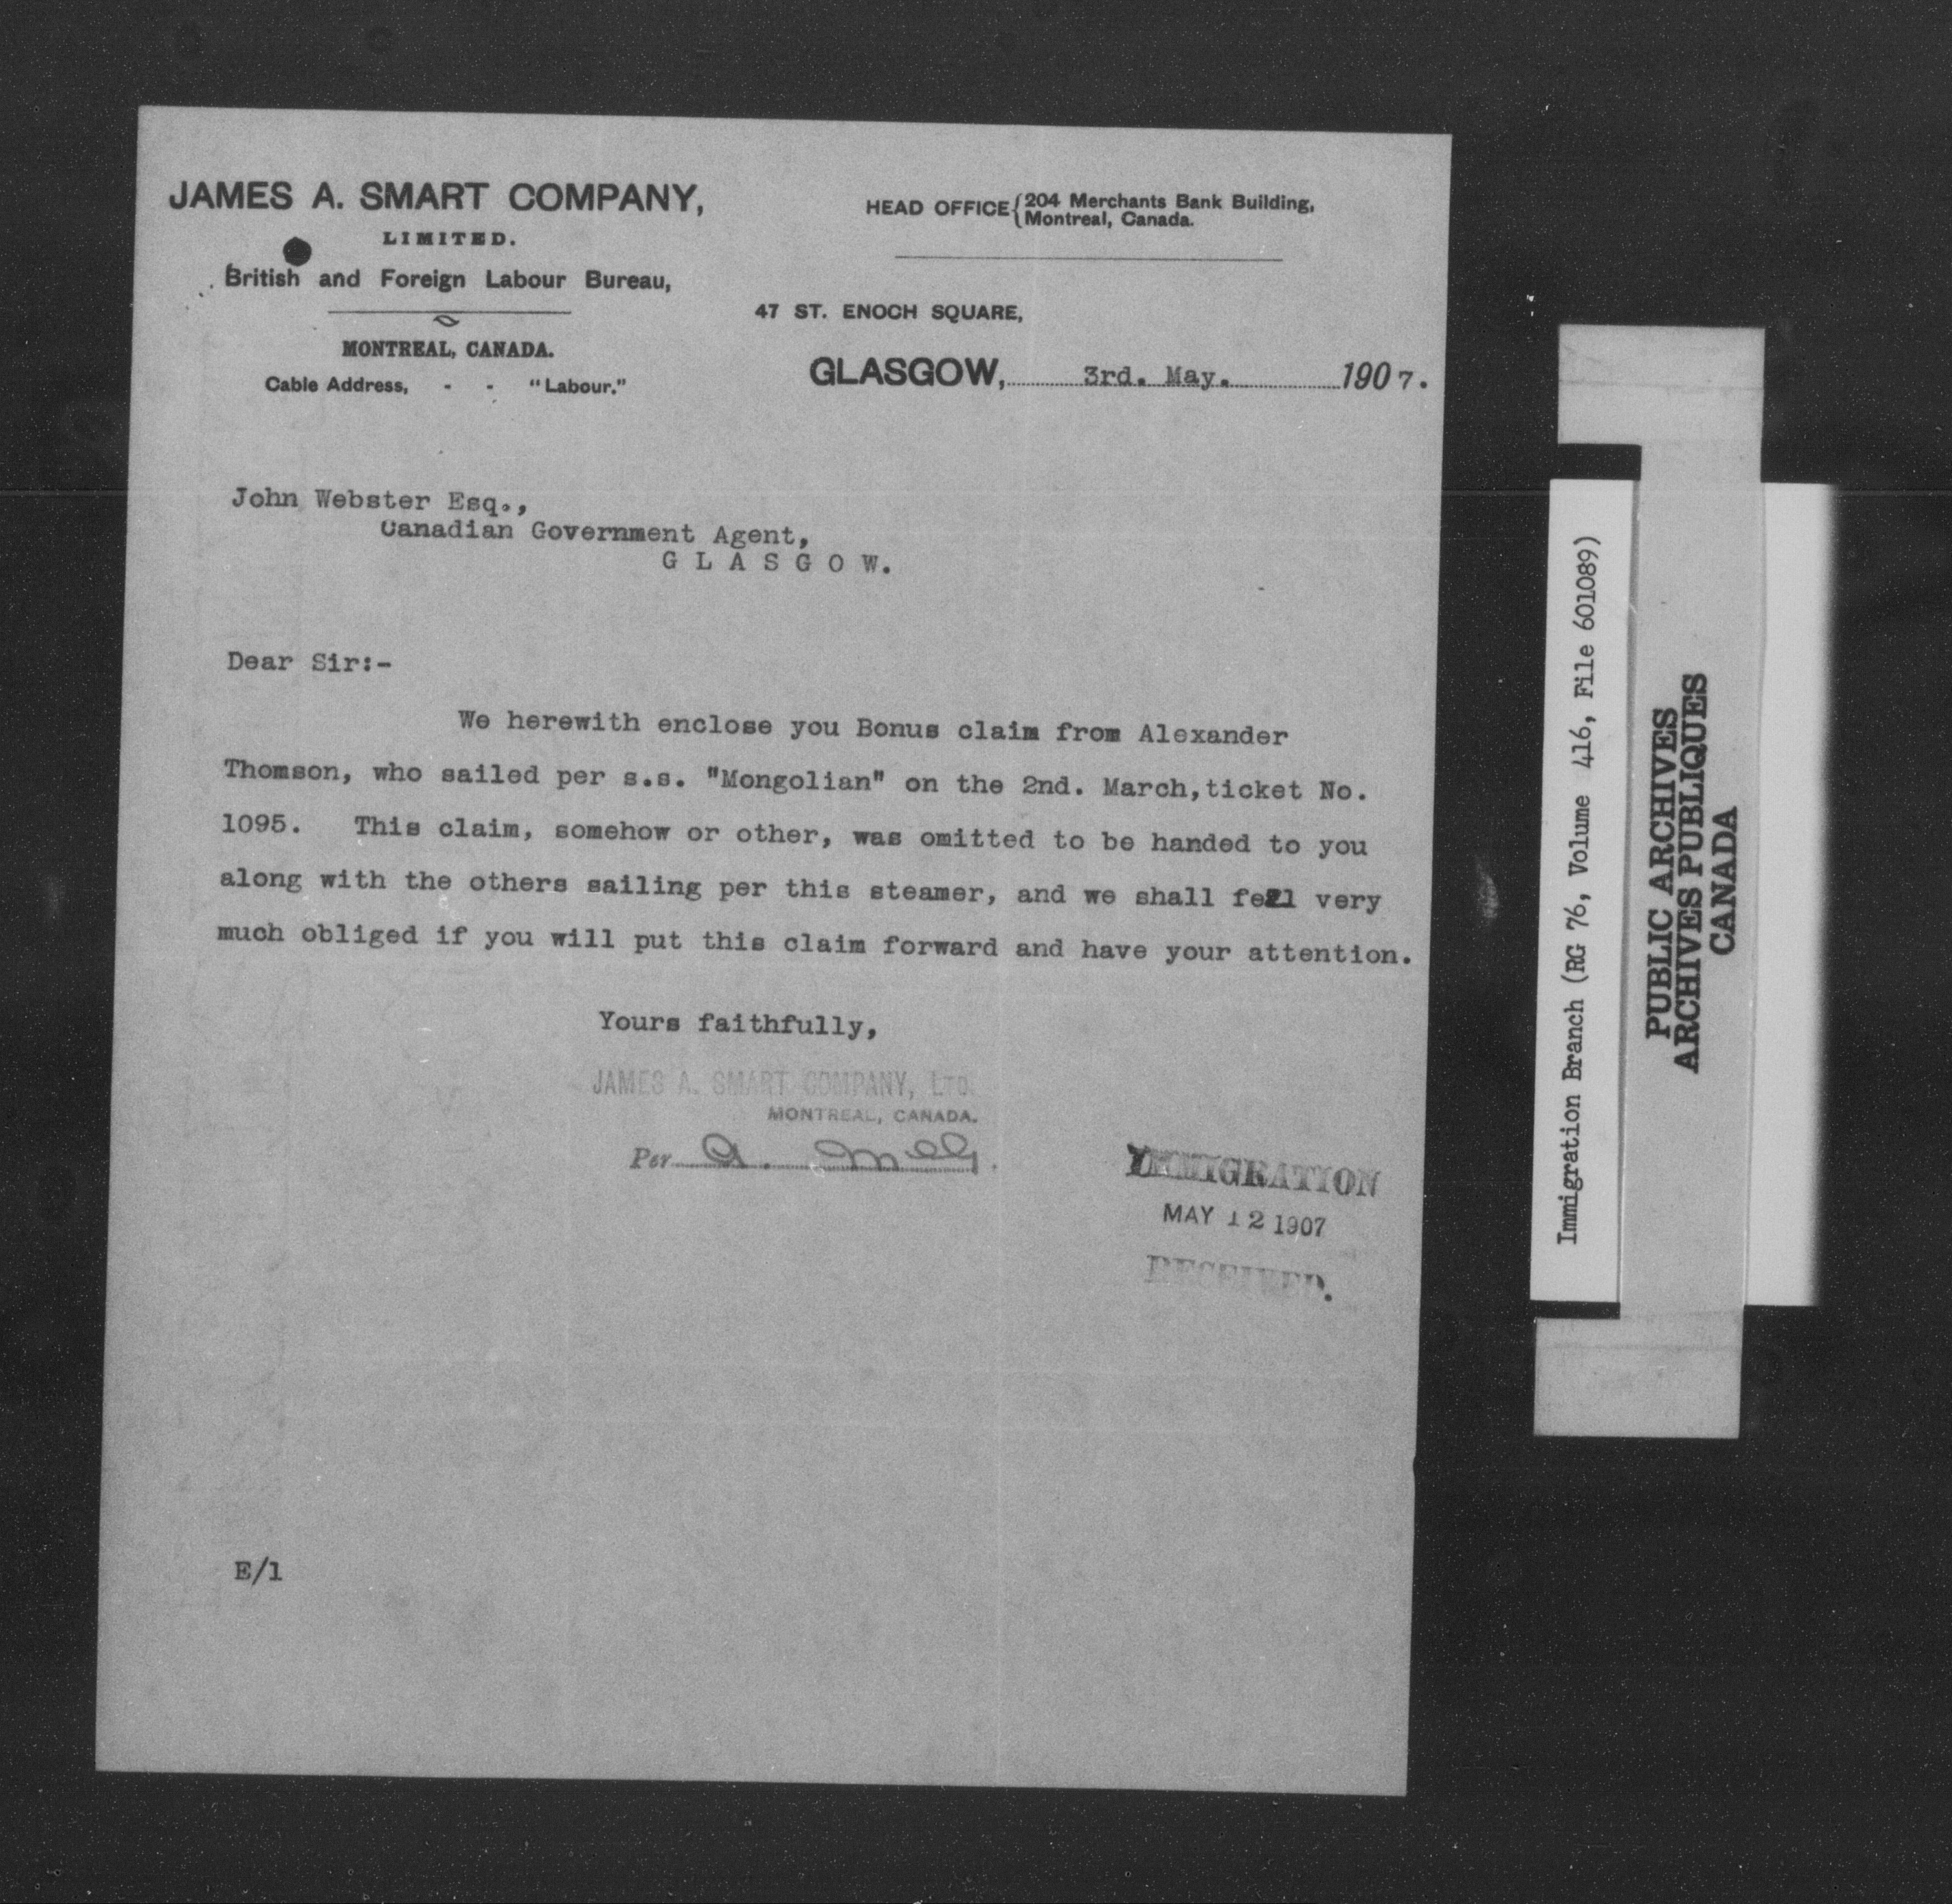 JAMES A. SMART COMPANY,
LIMITED.
British and Foreign Labour Bureau,
MONTREAL, CANADA.
Cable Address, - - "Labour."
HEAD OFFICE { 204 Merchants Bank Building,
Montreal, Canada.
47 ST. ENOCH SQUARE,
GLASGOW, 3rd. May. 1907.
John Webster Esq.,
Canadian Government Agent,
G L A S G O W.
Dear Sir:-
We herewith enclose you Bonus claim from Alexander
Thomson, who sailed per s.s. "Mongolian" on the 2nd. March, ticket No.
1095. This claim, somehow or other, was omitted to be handed to you
along with the others sailing per this steamer, and we shall feel very
much obliged if you will put this claim forward and have your attention.
Yours faithfully,
JAMES A. SMART COMPANY, LTD.
MONTREAL, CANADA.
Per A.
IMMIGRATION
MAY 12 1907
RECEIVED.
E/1
Immigration Branch (RG 76, Volume 416, File 601089)
PUBLIC ARCHIVES
ARCHIVES PUBLIQUES
CANADA